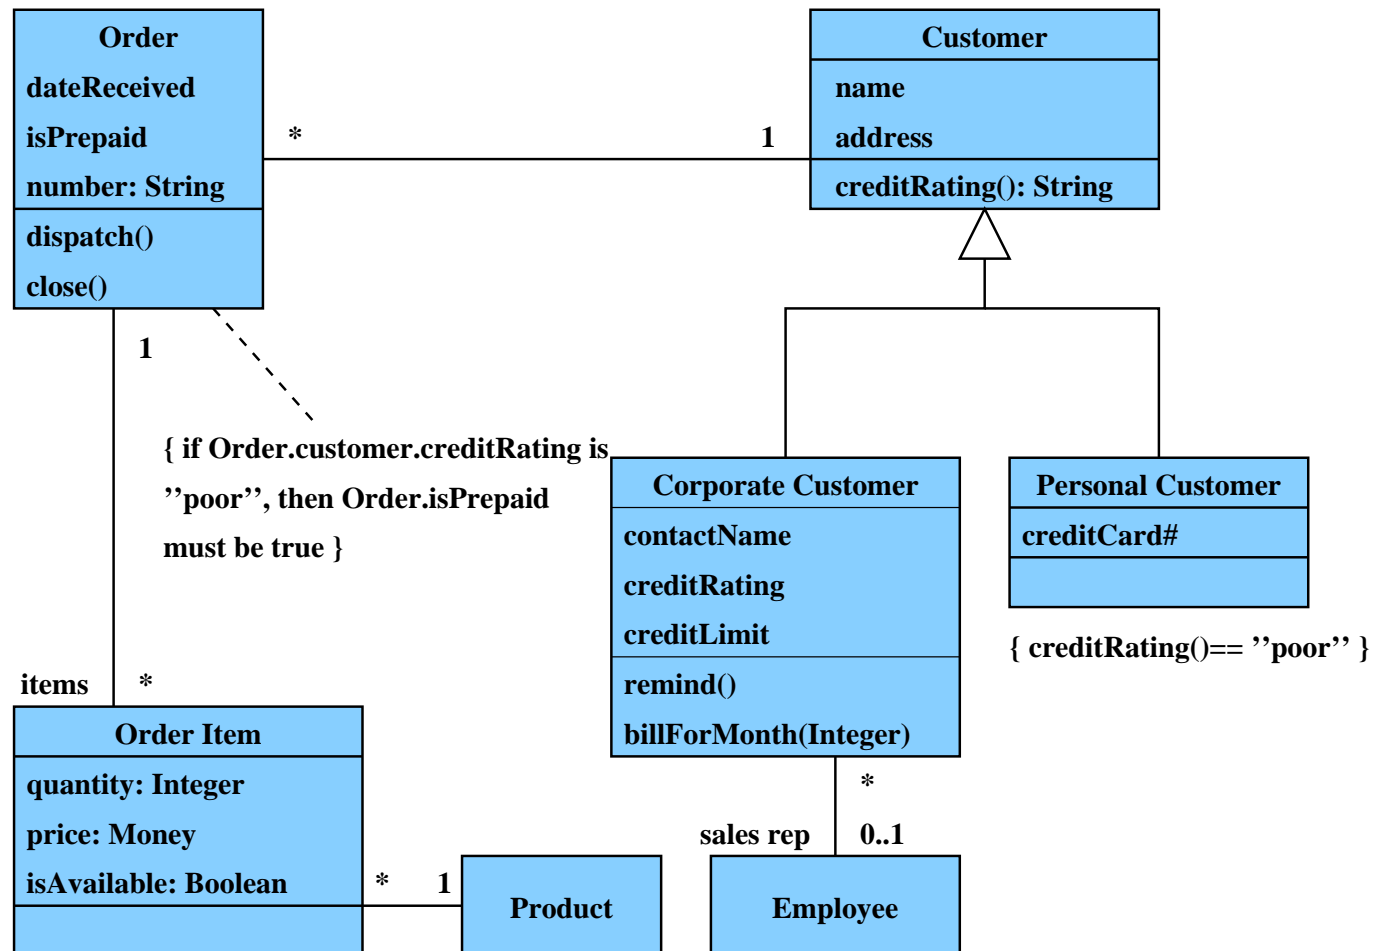 Order
dateReceived
isPrepaid
number: String
dispatch()
close()
*
1
Customer
name
address
creditRating(): String
1
{ if Order.customer.creditRating is
’’poor’’, then Order.isPrepaid
must be true }
Corporate Customer
contactName
creditRating
creditLimit
remind()
billForMonth(Integer)
Personal Customer
creditCard#
{ creditRating()== ’’poor’’ }
items
*
Order Item
quantity: Integer
price: Money
isAvailable: Boolean
*
1
Product
*
sales rep
0..1
Employee